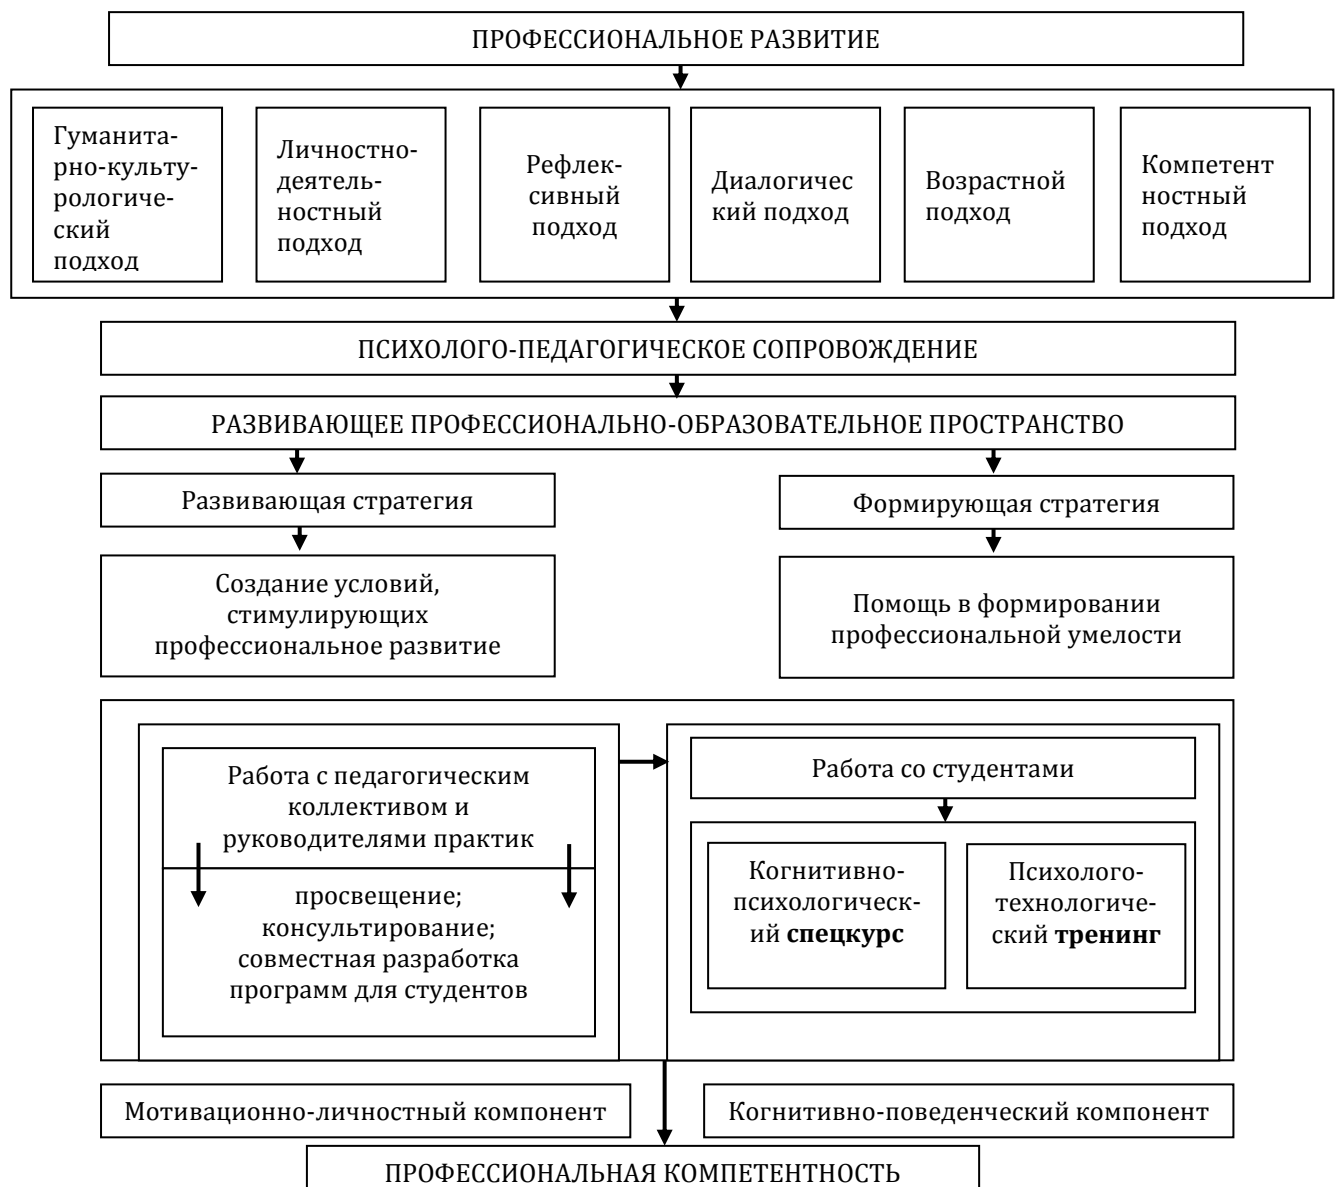 ПРОФЕССИОНАЛЬНОЕ РАЗВИТИЕ
Гуманита-
рно-культу-
рологиче-
ский
подход
Личностно-
деятель-
ностный
подход
Рефлек-
сивный
подход
Диалогичес
кий подход
Возрастной
подход
Компетент
ностный
подход
ПСИХОЛОГО-ПЕДАГОГИЧЕСКОЕ СОПРОВОЖДЕНИЕ
РАЗВИВАЮЩЕЕ ПРОФЕССИОНАЛЬНО-ОБРАЗОВАТЕЛЬНОЕ ПРОСТРАНСТВО
Развивающая стратегия
Формирующая стратегия
Создание условий,
стимулирующих
профессиональное развитие
Помощь в формировании
профессиональной умелости
Работа с педагогическим
коллективом и
руководителями практик
просвещение;
консультирование;
совместная разработка
программ для студентов
Работа со студентами
Когнитивно-
психологическ-
ий спецкурс
Психолого-
технологиче-
ский тренинг
Мотивационно-личностный компонент
Когнитивно-поведенческий компонент
ПРОФЕССИОНАЛЬНАЯ КОМПЕТЕНТНОСТЬ